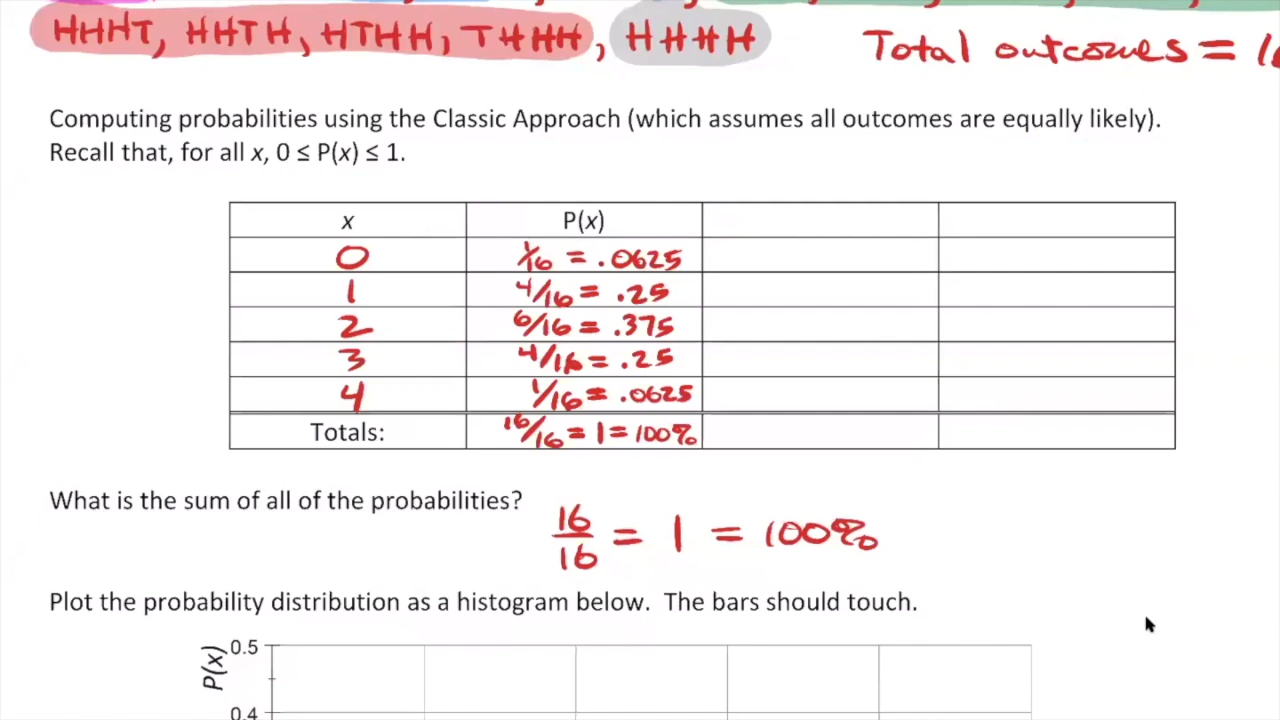 HHHT, HHTH, HTHH, THHH, HHHH Total outcomes =
Computing probabilities using the Classic Approach (which assumes all outcomes are equally likely).
Recall that, for all x, 0 ≤ P(x) ≤ 1.
x P(x)
0 1/16 = .0625
1 4/16 = .25
2 6/16 = .375
3 4/16 = .25
4 1/16 = .0625
Totals: 16/16 = 1 = 100%
What is the sum of all of the probabilities?
16/16 = 1 = 100%
Plot the probability distribution as a histogram below. The bars should touch.
P(x) 0.5
0.4